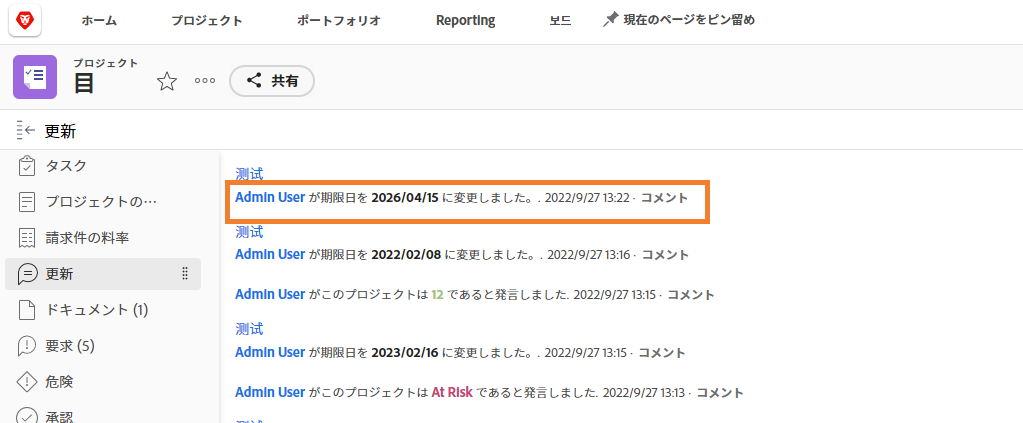 ホーム プロジェクト ポートフォリオ Reporting 보드 現在のページをピン留め
プロジェクト
目
共有
更新
タスク
プロジェクトの…
請求件の料率
更新
ドキュメント (1)
要求 (5)
危険
承認
测试
Admin User が期限日を 2026/04/15 に変更しました。. 2022/9/27 13:22 · コメント
测试
Admin User が期限日を 2022/02/08 に変更しました。. 2022/9/27 13:16 · コメント
Admin User がこのプロジェクトは 12 であると発言しました. 2022/9/27 13:15 · コメント
测试
Admin User が期限日を 2023/02/16 に変更しました。. 2022/9/27 13:15 · コメント
Admin User がこのプロジェクトは At Risk であると発言しました. 2022/9/27 13:13 · コメント